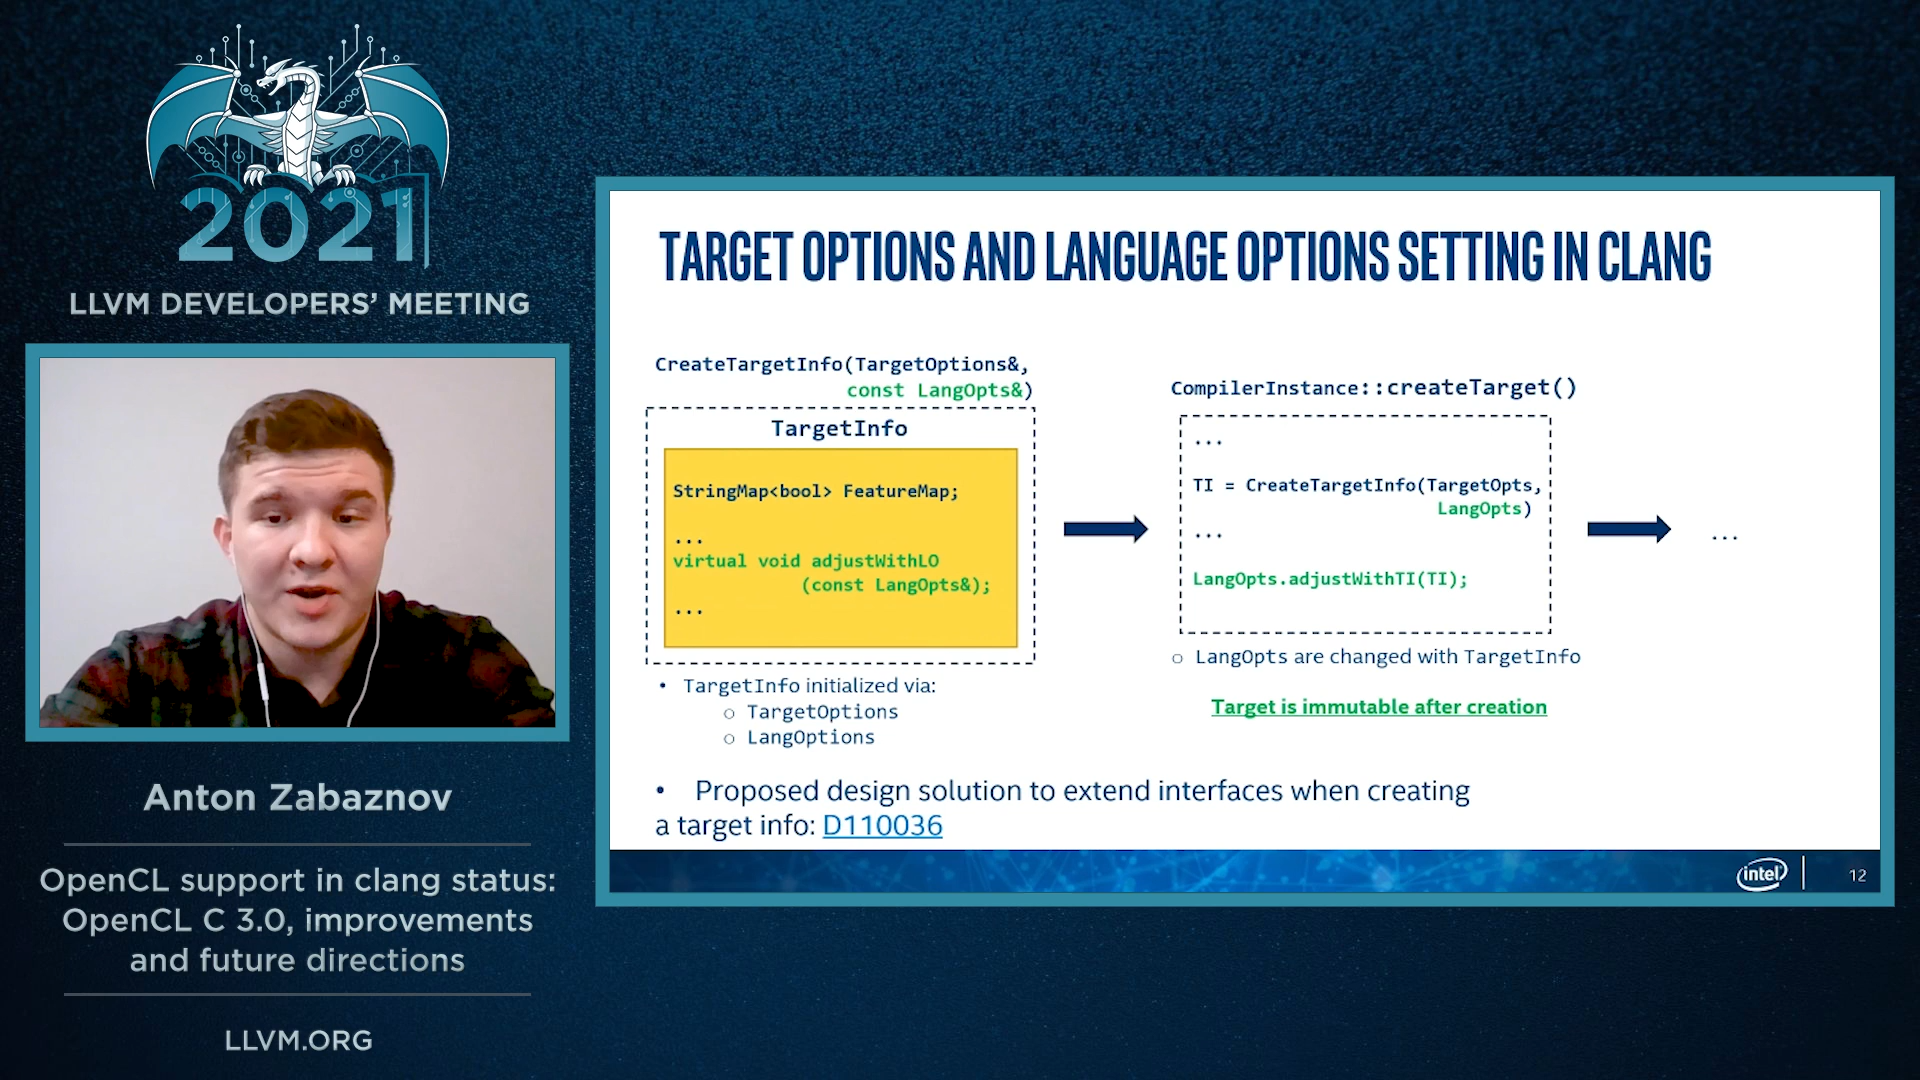 2021
LLVM DEVELOPERS' MEETING
Anton Zabaznov
OpenCL support in clang status:
OpenCL C 3.0, improvements
and future directions
LLVM.ORG
TARGET OPTIONS AND LANGUAGE OPTIONS SETTING IN CLANG
CreateTargetInfo(TargetOptions&,
const LangOpts&)
TargetInfo
StringMap<bool> FeatureMap;
...
virtual void adjustWithLO
(const LangOpts&);
...
• TargetInfo initialized via:
○ TargetOptions
○ LangOptions
CompilerInstance::createTarget()
...
TI = CreateTargetInfo(TargetOpts,
LangOpts)
...
LangOpts.adjustWithTI(TI);
○ LangOpts are changed with TargetInfo
Target is immutable after creation
...
• Proposed design solution to extend interfaces when creating
a target info: D110036
intel
12